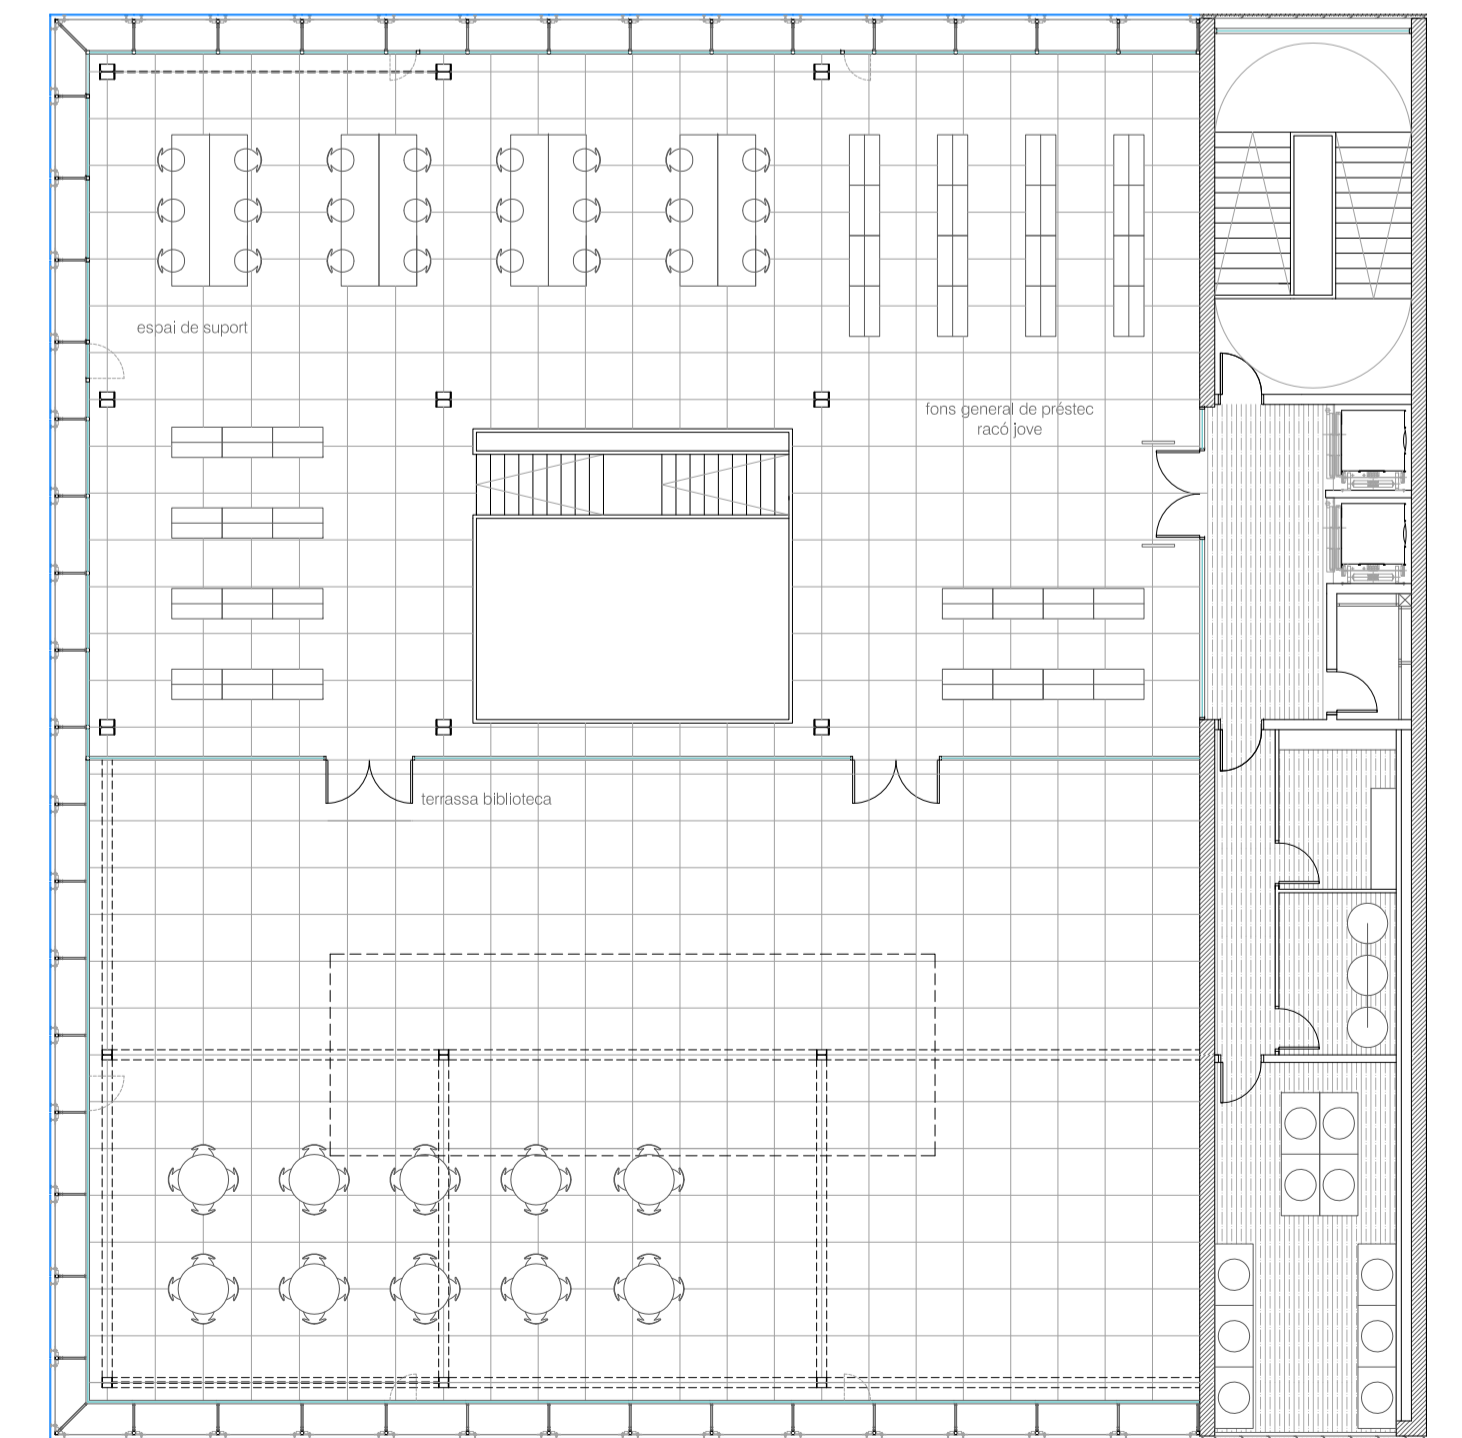 espai de suport
fons general de préstec
racó jove
terrassa biblioteca